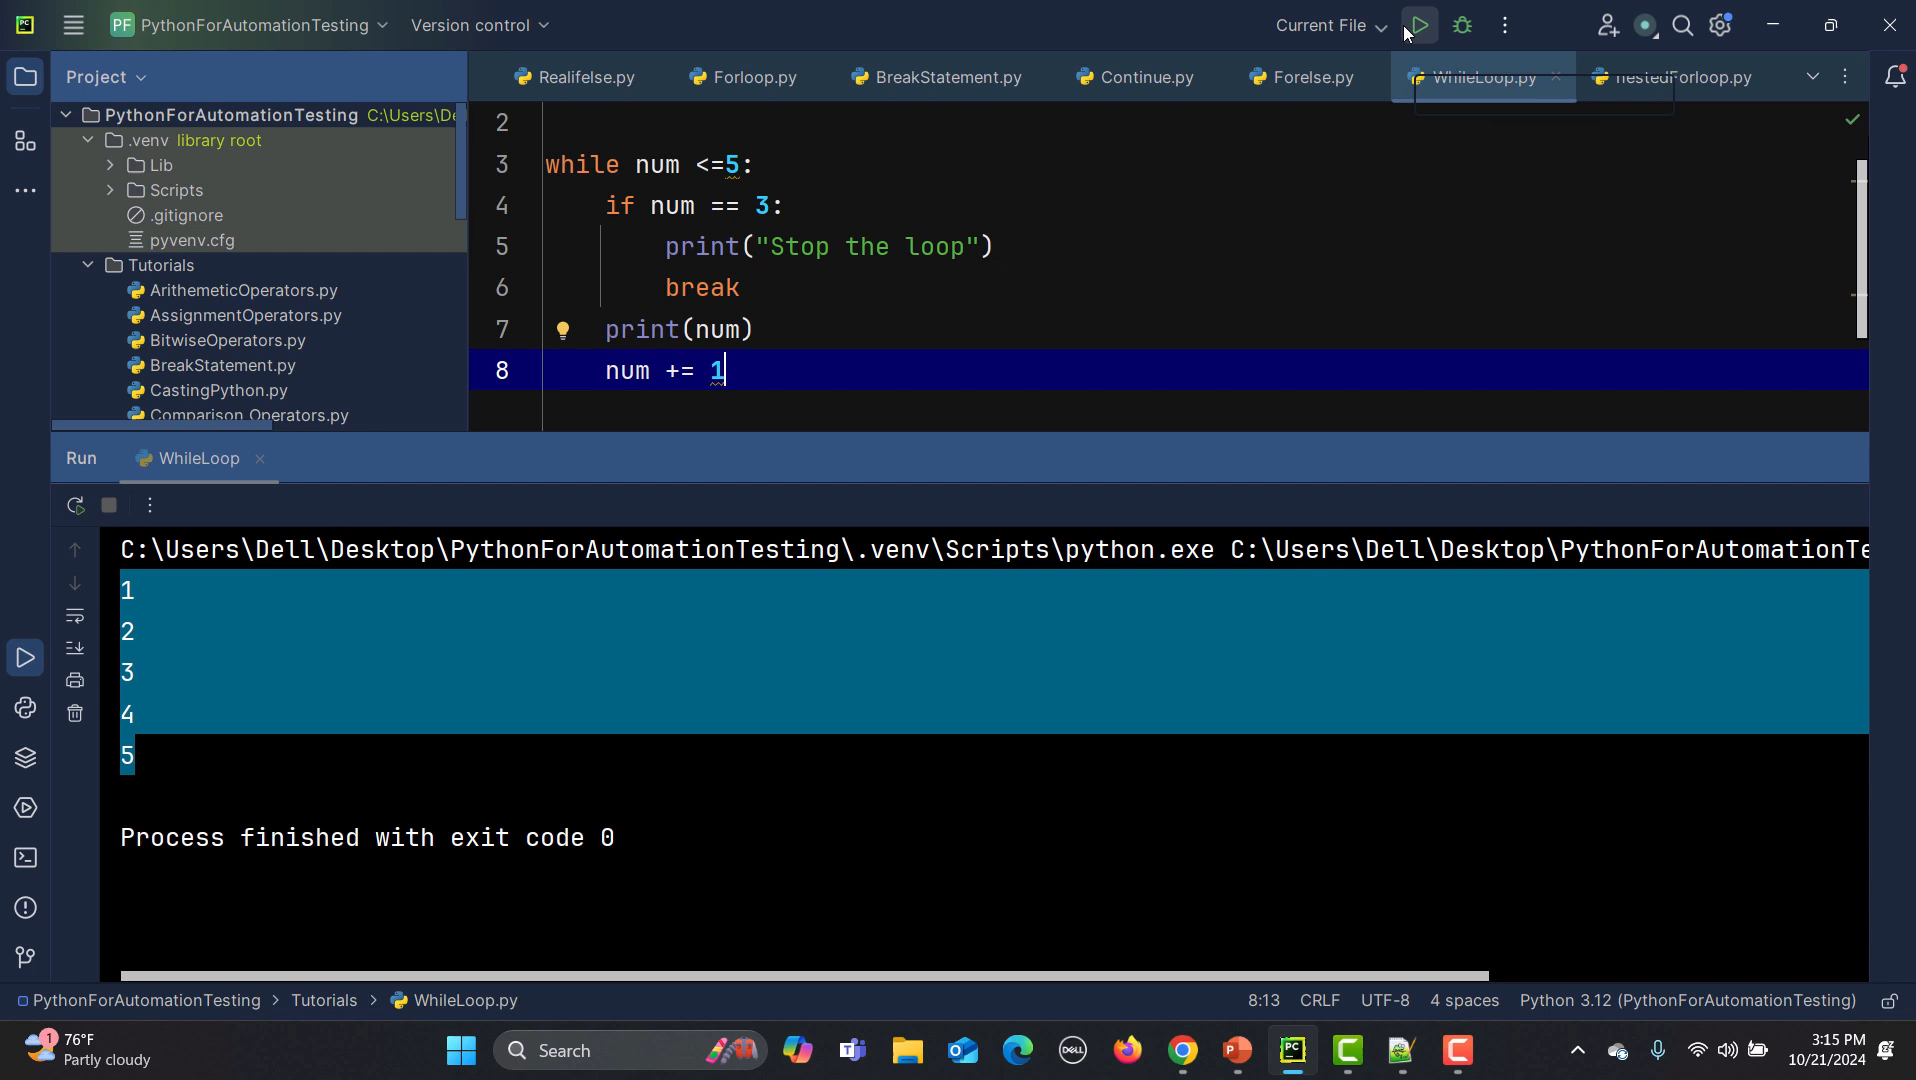 PF PythonForAutomationTesting Version control Current File
Project
Realifelse.py Forloop.py BreakStatement.py Continue.py Forelse.py WhileLoop.py nestedForloop.py
PythonForAutomationTesting C:\Users\De
.venv library root
Lib
Scripts
.gitignore
pyvenv.cfg
Tutorials
ArithemeticOperators.py
AssignmentOperators.py
BitwiseOperators.py
BreakStatement.py
CastingPython.py
Comparison Operators.py
2
3 while num <=5:
4 if num == 3:
5 print("Stop the loop")
6 break
7 print(num)
8 num += 1
Run WhileLoop
C:\Users\Dell\Desktop\PythonForAutomationTesting\.venv\Scripts\python.exe C:\Users\Dell\Desktop\PythonForAutomationTe
1
2
3
4
5
Process finished with exit code 0
PythonForAutomationTesting > Tutorials > WhileLoop.py 8:13 CRLF UTF-8 4 spaces Python 3.12 (PythonForAutomationTesting)
1 76°F
Partly cloudy
Search
DELL
PC
3:15 PM
10/21/2024